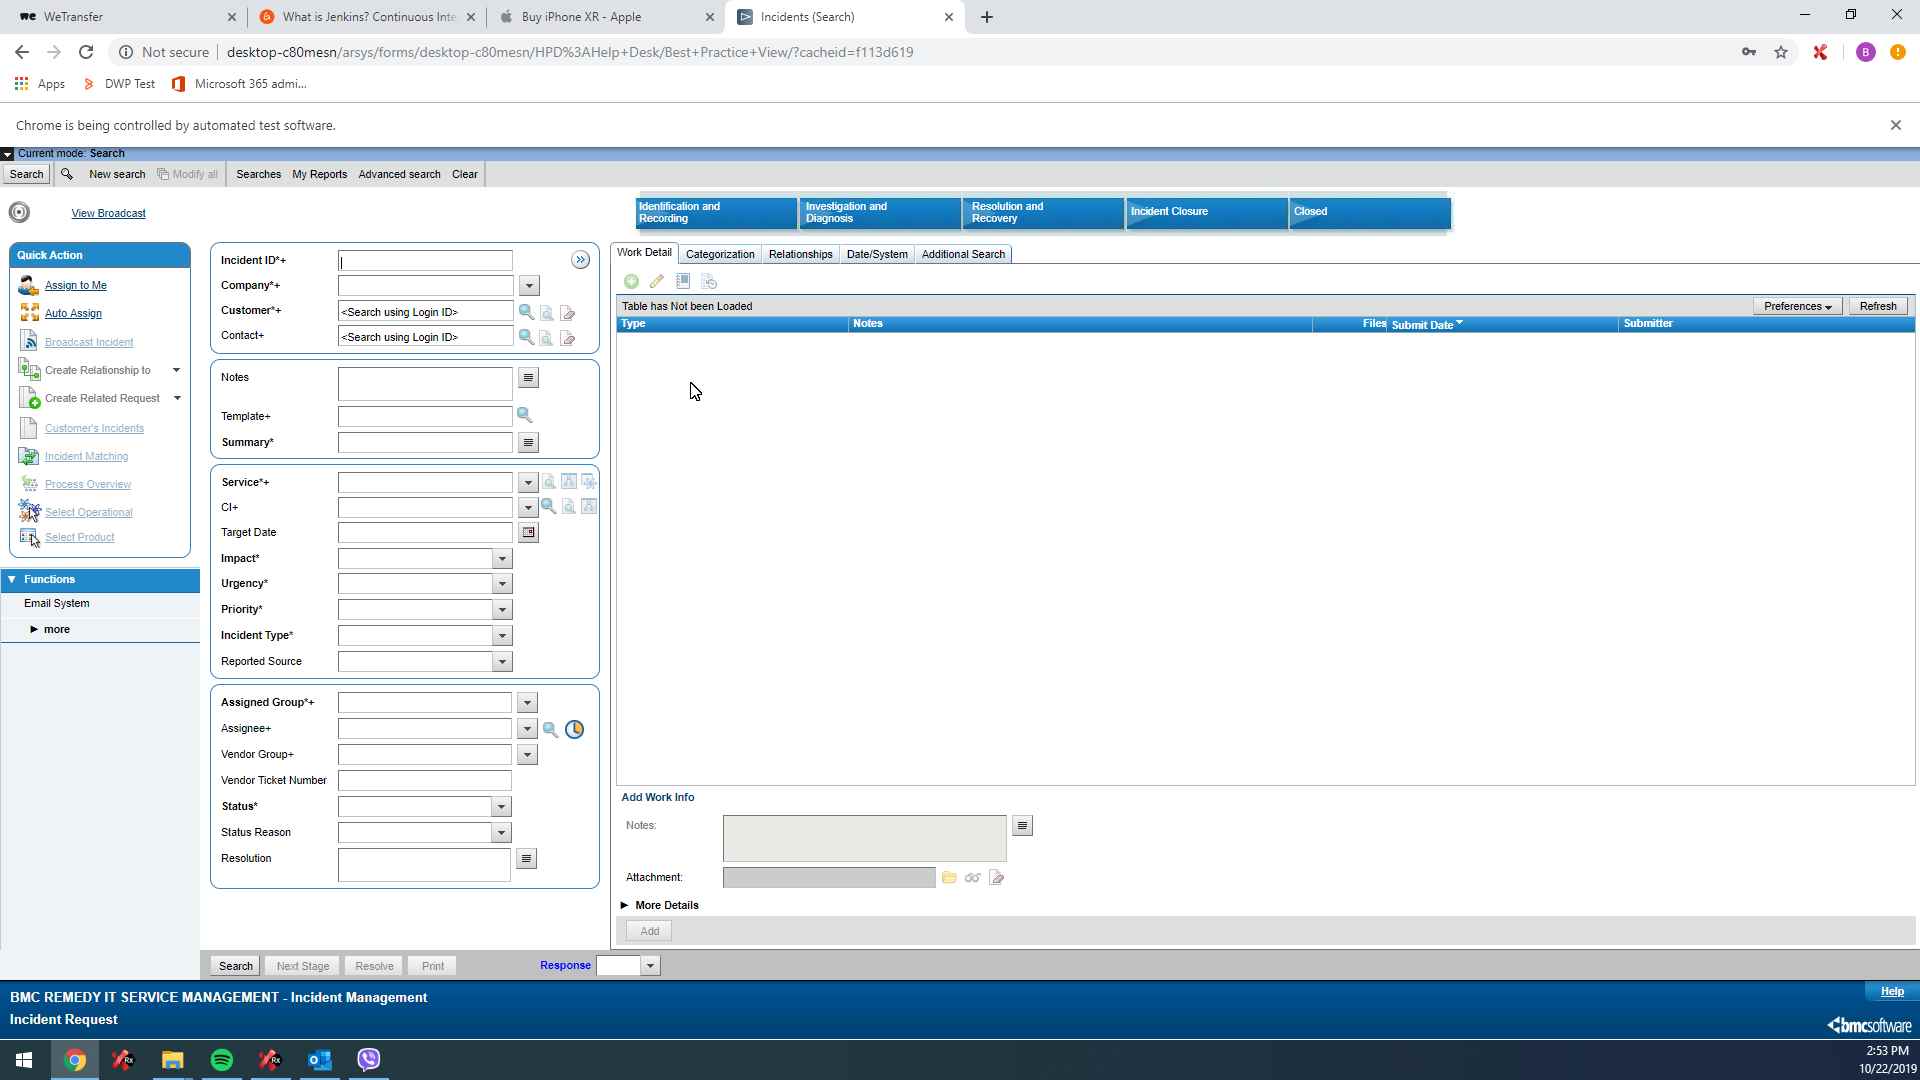 WeTransfer
What is Jenkins? Continuous Inte
Buy iPhone XR - Apple
Incidents (Search)
Not secure
desktop-c80mesn/arsys/forms/desktop-c80mesn/HPD%3AHelp+Desk/Best+Practice+View/?cacheid=f113d619
B
Apps
DWP Test
Microsoft 365 admi...
Chrome is being controlled by automated test software.
Current mode: Search
Search
New search
Modify all
Searches
My Reports
Advanced search
Clear
View Broadcast
Identification and Recording
Investigation and Diagnosis
Resolution and Recovery
Incident Closure
Closed
Quick Action
Assign to Me
Auto Assign
Broadcast Incident
Create Relationship to
Create Related Request
Customer's Incidents
Incident Matching
Process Overview
Select Operational
Select Product
Functions
Email System
more
Incident ID*+
Company*+
Customer*+ <Search using Login ID>
Contact+ <Search using Login ID>
Notes
Template+
Summary*
Service*+
CI+
Target Date
Impact*
Urgency*
Priority*
Incident Type*
Reported Source
Assigned Group*+
Assignee+
Vendor Group+
Vendor Ticket Number
Status*
Status Reason
Resolution
Work Detail
Categorization
Relationships
Date/System
Additional Search
Table has Not been Loaded
Preferences
Refresh
Type
Notes
Files
Submit Date
Submitter
Add Work Info
Notes:
Attachment:
More Details
Add
Search
Next Stage
Resolve
Print
Response
BMC REMEDY IT SERVICE MANAGEMENT - Incident Management
Incident Request
Help
bmcsoftware
2:53 PM
10/22/2019